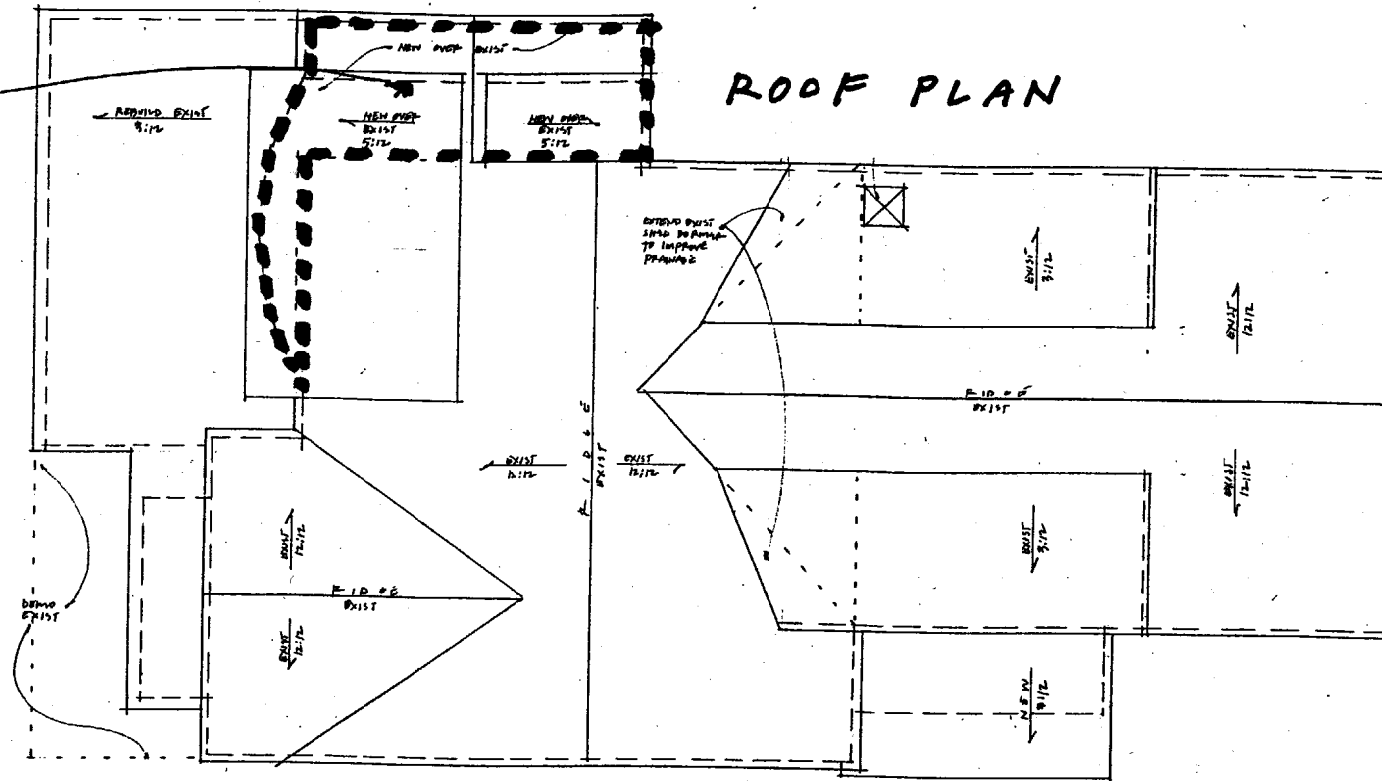 ROOF PLAN
NEW OVER EXIST
REBUILD EXIST
3:12
NEW OVER
EXIST
5:12
NEW OVER
EXIST
5:12
EXTEND EXIST
SHED DORMER
TO IMPROVE
DRAINAGE
EXIST
3:12
EXIST
12:12
RIDGE
EXIST
EXIST
12:12
RIDGE
EXIST
EXIST
12:12
EXIST
12:12
EXIST
12:12
EXIST
3:12
RIDGE
EXIST
DEMO
EXIST
EXIST
12:12
NEW
3:12